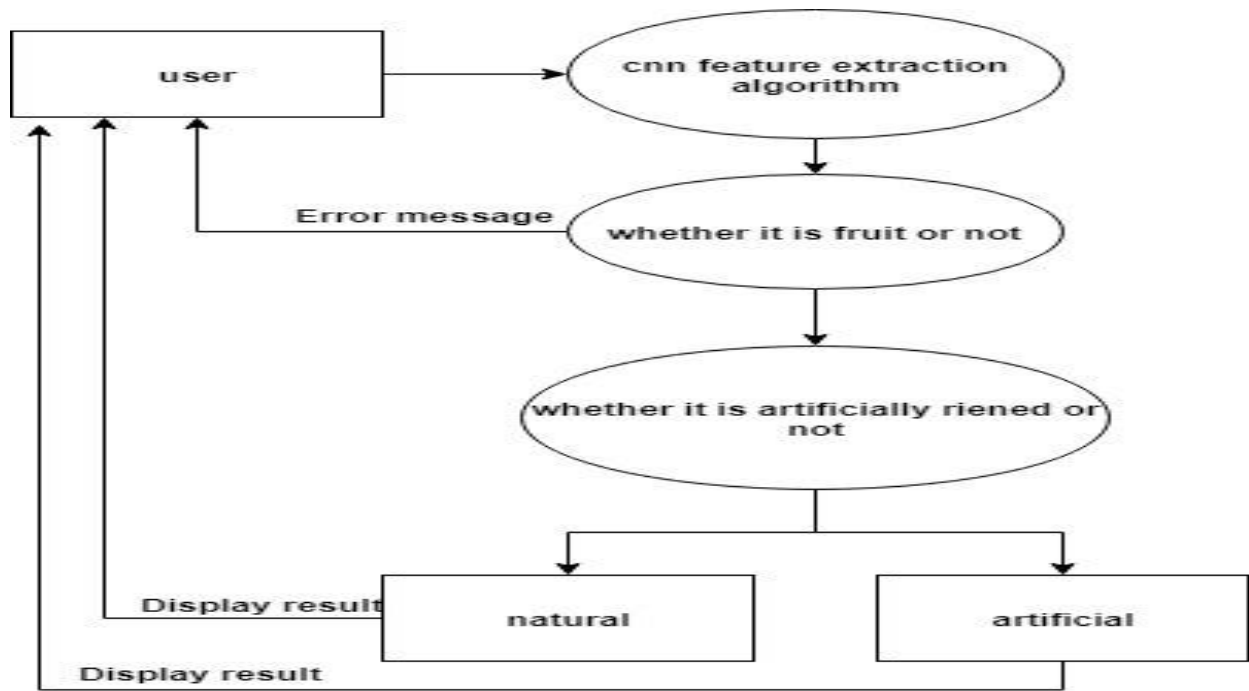 user
cnn feature extraction
algorithm
Error message
whether it is fruit or not
whether it is artificially riened or
not
Display result
natural
artificial
Display result